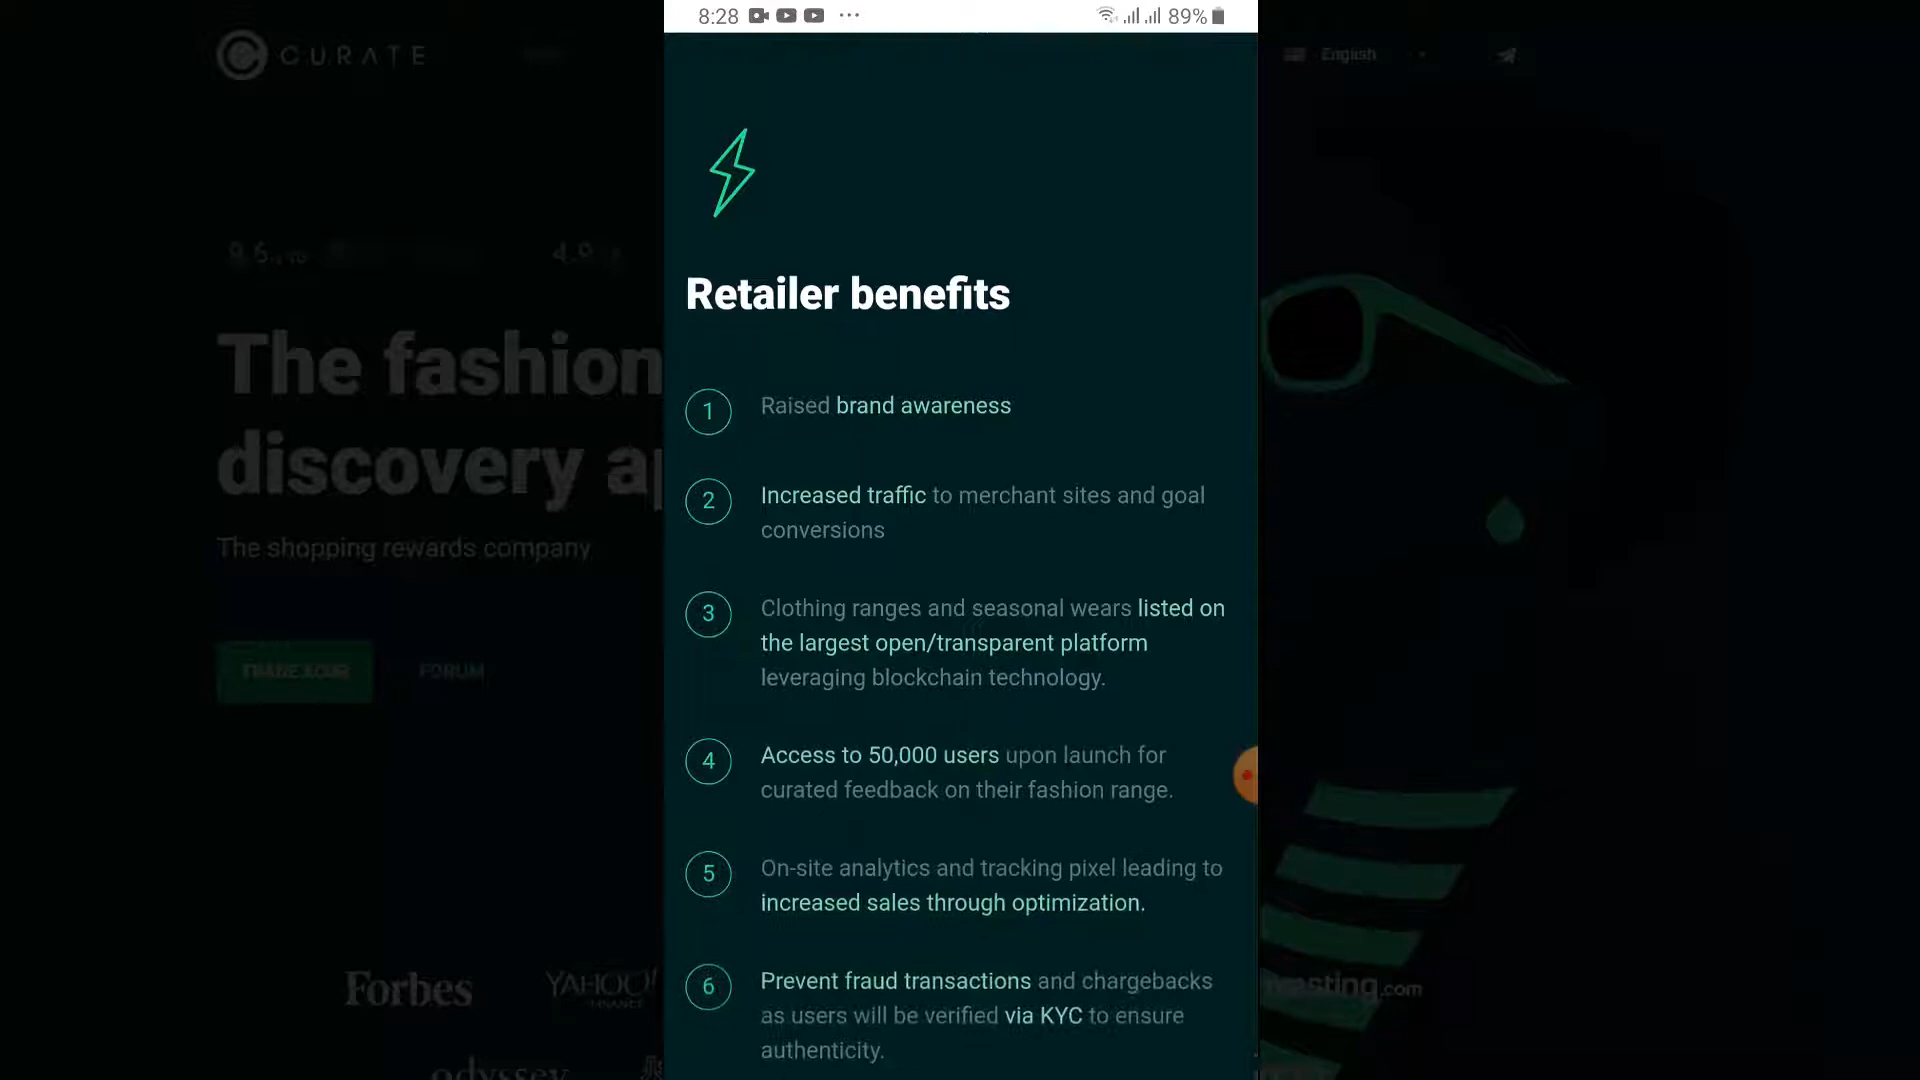 8:28
89%
CURATE
English
The fashion
discovery
The shopping rewards company
FORUM
Forbes
YAHOO!
FINANCE
.com
odyssey
Retailer benefits
1
Raised brand awareness
2
Increased traffic to merchant sites and goal
conversions
3
Clothing ranges and seasonal wears listed on
the largest open/transparent platform
leveraging blockchain technology.
4
Access to 50,000 users upon launch for
curated feedback on their fashion range.
5
On-site analytics and tracking pixel leading to
increased sales through optimization.
6
Prevent fraud transactions and chargebacks
as users will be verified via KYC to ensure
authenticity.